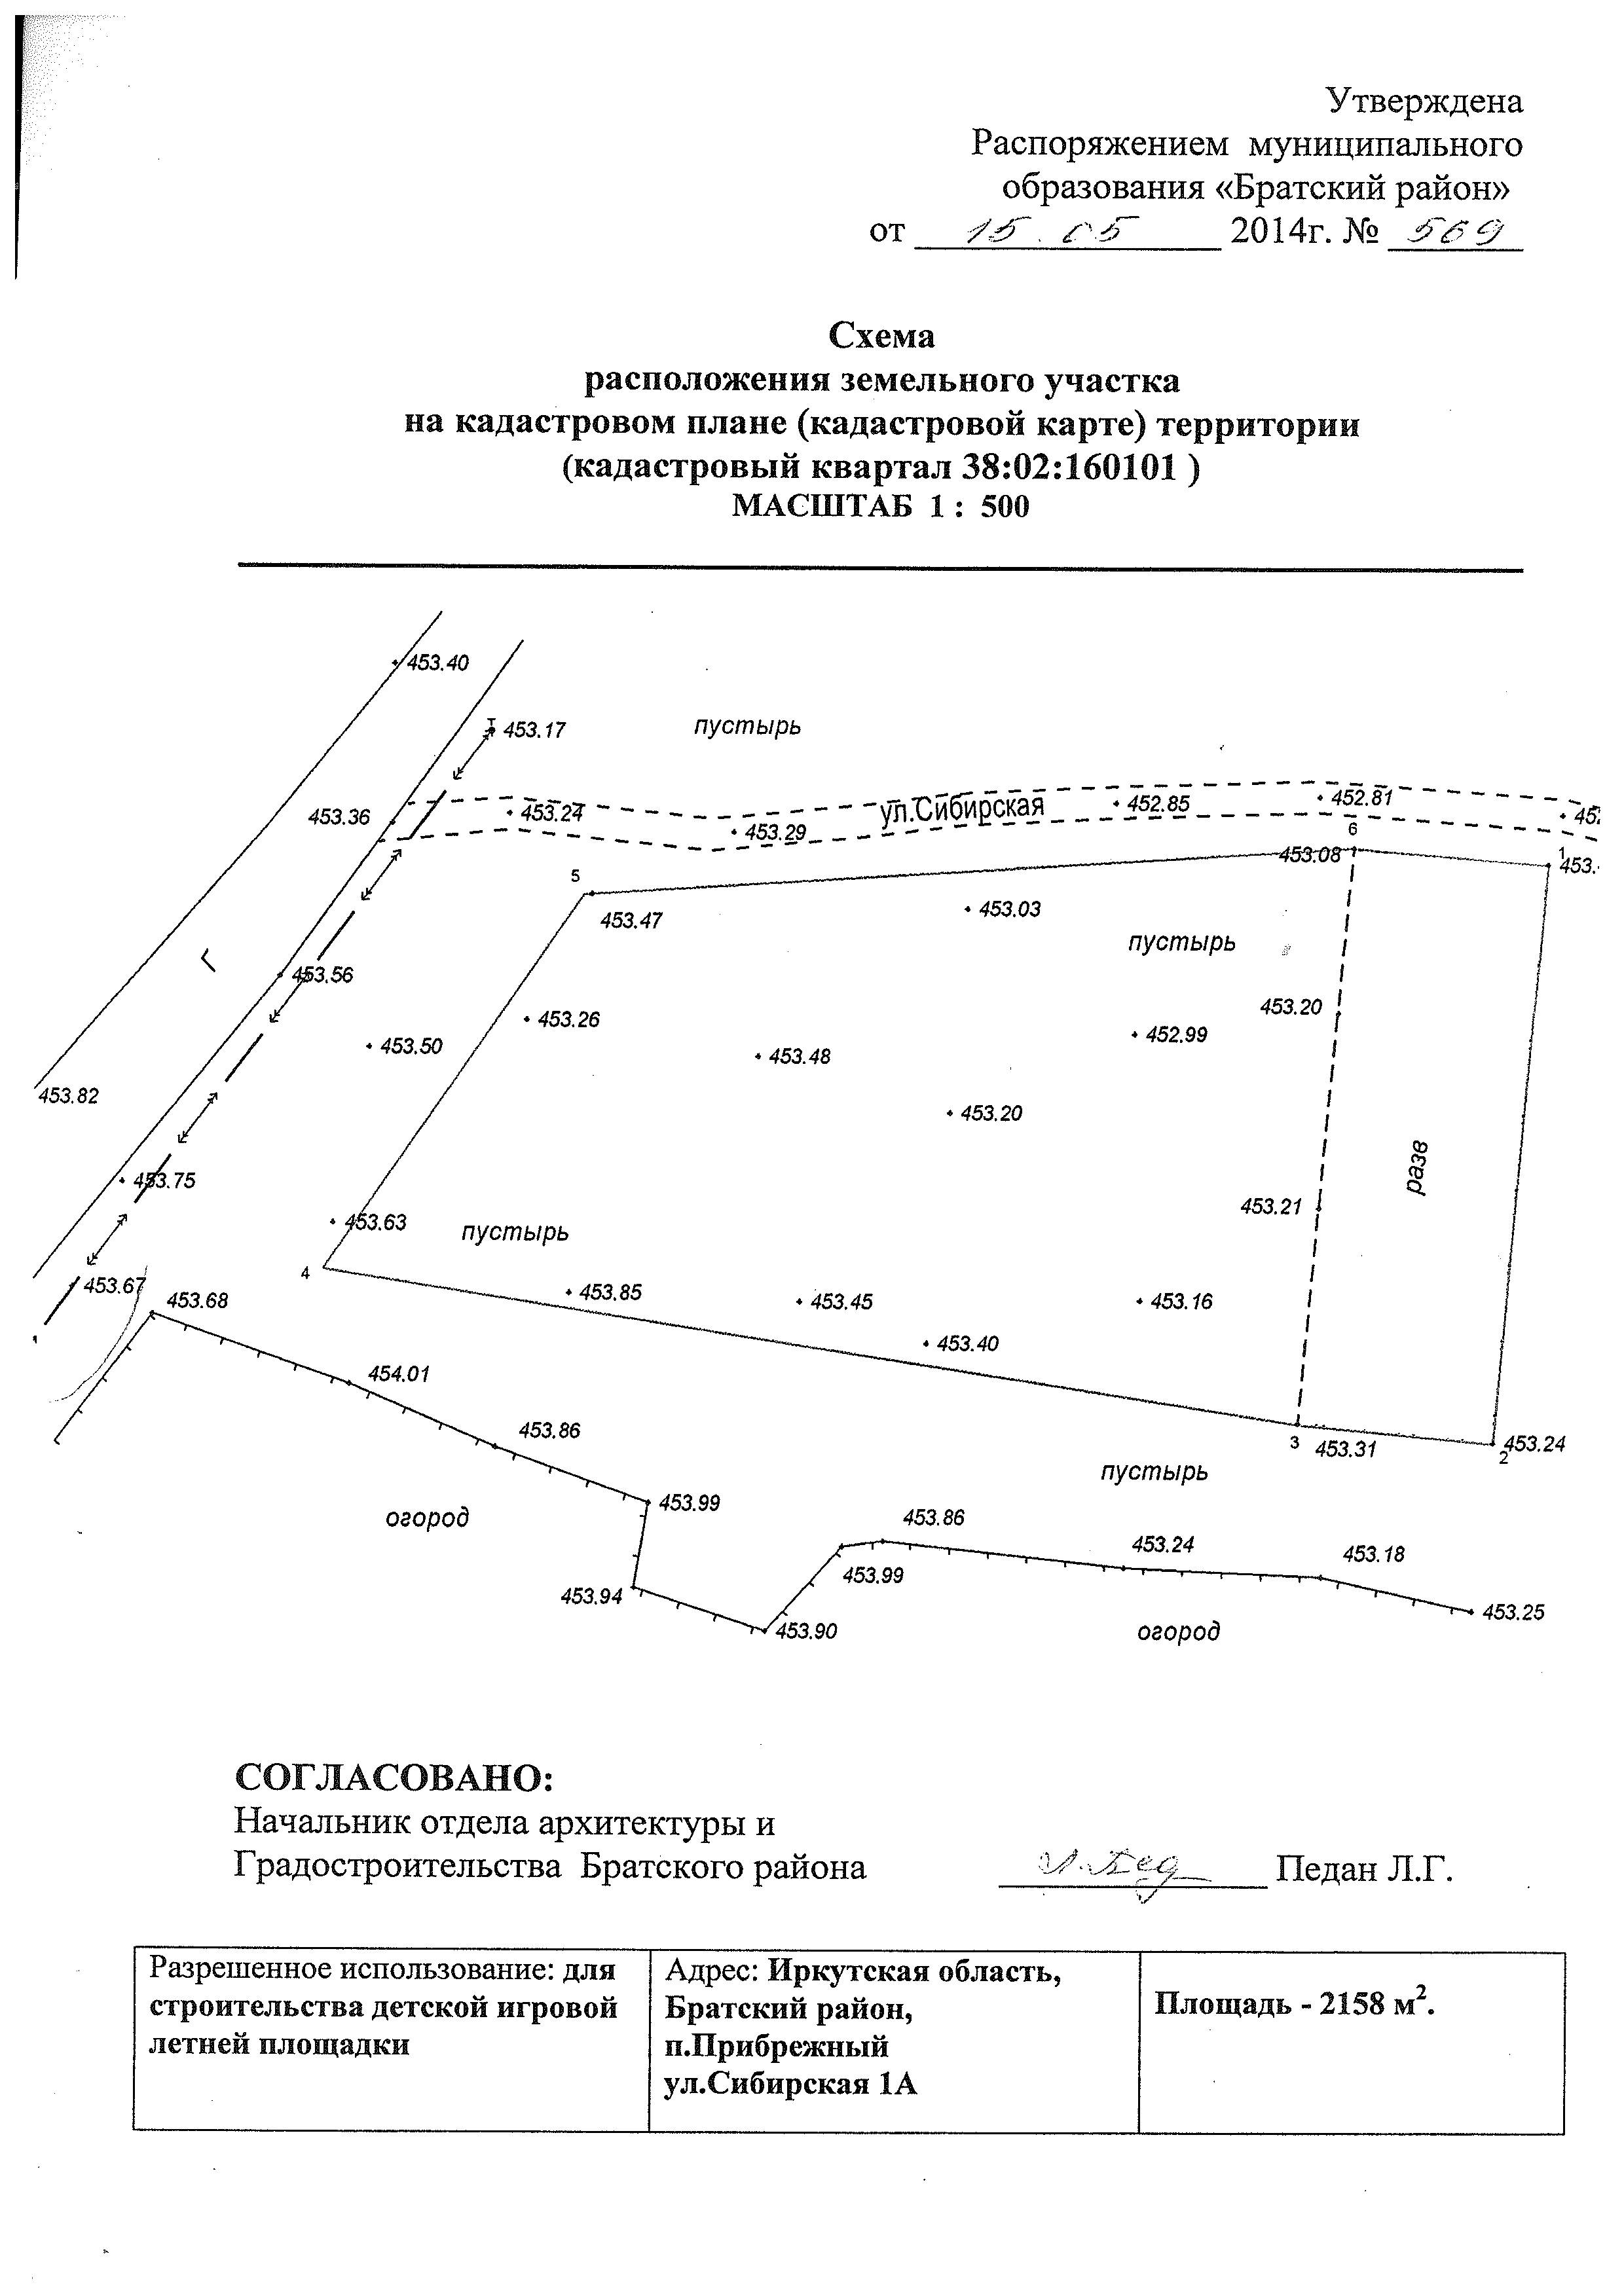 Утверждена
Распоряжением муниципального
образования «Братский район»
от 15.05 2014г. № 569
Схема
расположения земельного участка
на кадастровом плане (кадастровой карте) территории
(кадастровый квартал 38:02:160101 )
МАСШТАБ 1 : 500
453.40
453.17
пустырь
453.36
453.24
453.29
ул.Сибирская
452.85
452.81
6
453.08
1
5
453.47
453.03
пустырь
453.56
453.26
453.20
453.50
453.48
452.99
453.82
453.20
разв
453.75
453.21
453.63
пустырь
4
453.67
453.68
453.85
453.45
453.16
453.40
454.01
453.86
3
453.31
453.24
2
пустырь
453.99
огород
453.86
453.24
453.18
453.99
453.94
453.90
453.25
огород
СОГЛАСОВАНО:
Начальник отдела архитектуры и
Градостроительства Братского района Педан Л.Г.
Разрешенное использование: для
строительства детской игровой
летней площадки
Адрес: Иркутская область,
Братский район,
п.Прибрежный
ул.Сибирская 1А
Площадь - 2158 м².